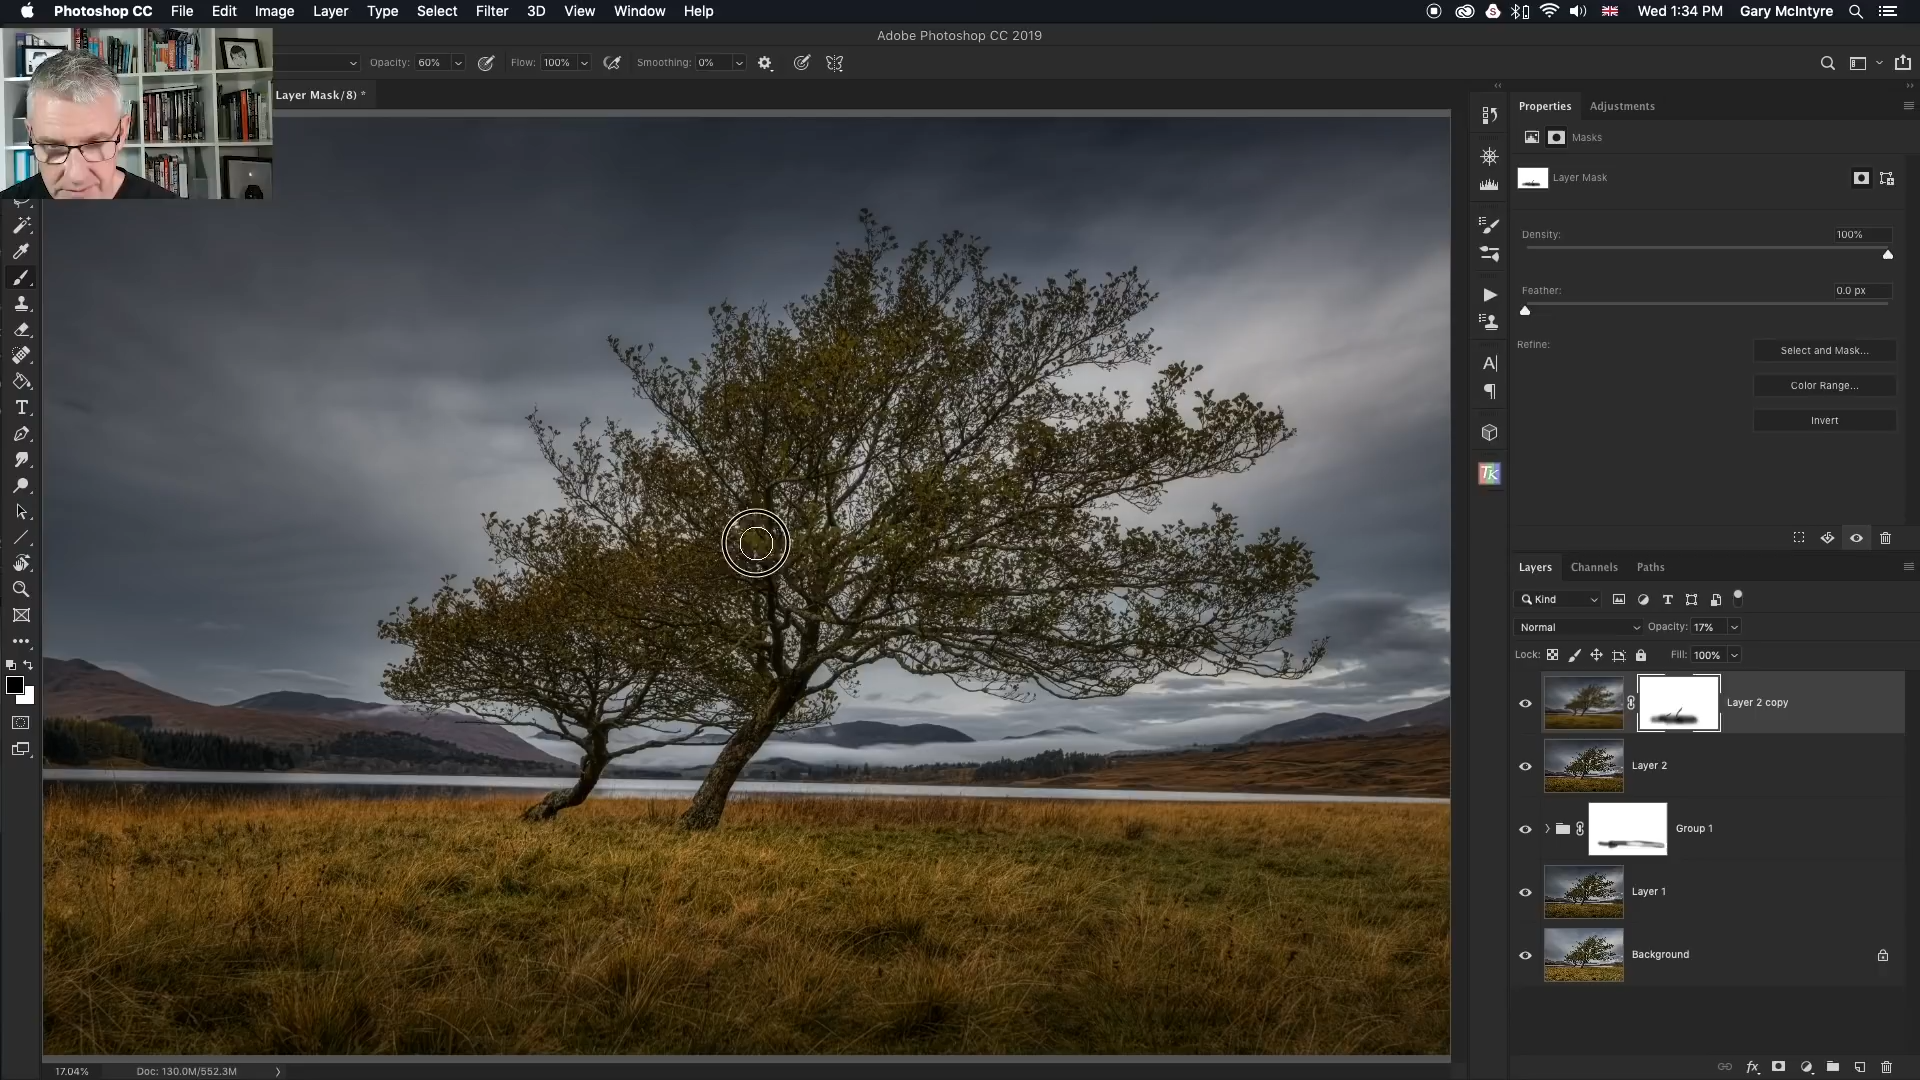 Photoshop CC File Edit Image Layer Type Select Filter 3D View Window Help
Wed 1:34 PM Gary McIntyre
Adobe Photoshop CC 2019
Opacity: 60% Flow: 100% Smoothing: 0%
Layer Mask/8) *
Properties Adjustments
Masks
Layer Mask
Density: 100%
Feather: 0.0 px
Refine:
Select and Mask...
Color Range...
Invert
Layers Channels Paths
Kind
Normal Opacity: 17%
Lock: Fill: 100%
Layer 2 copy
Layer 2
Group 1
Layer 1
Background
17.04% Doc: 130.0M/552.3M